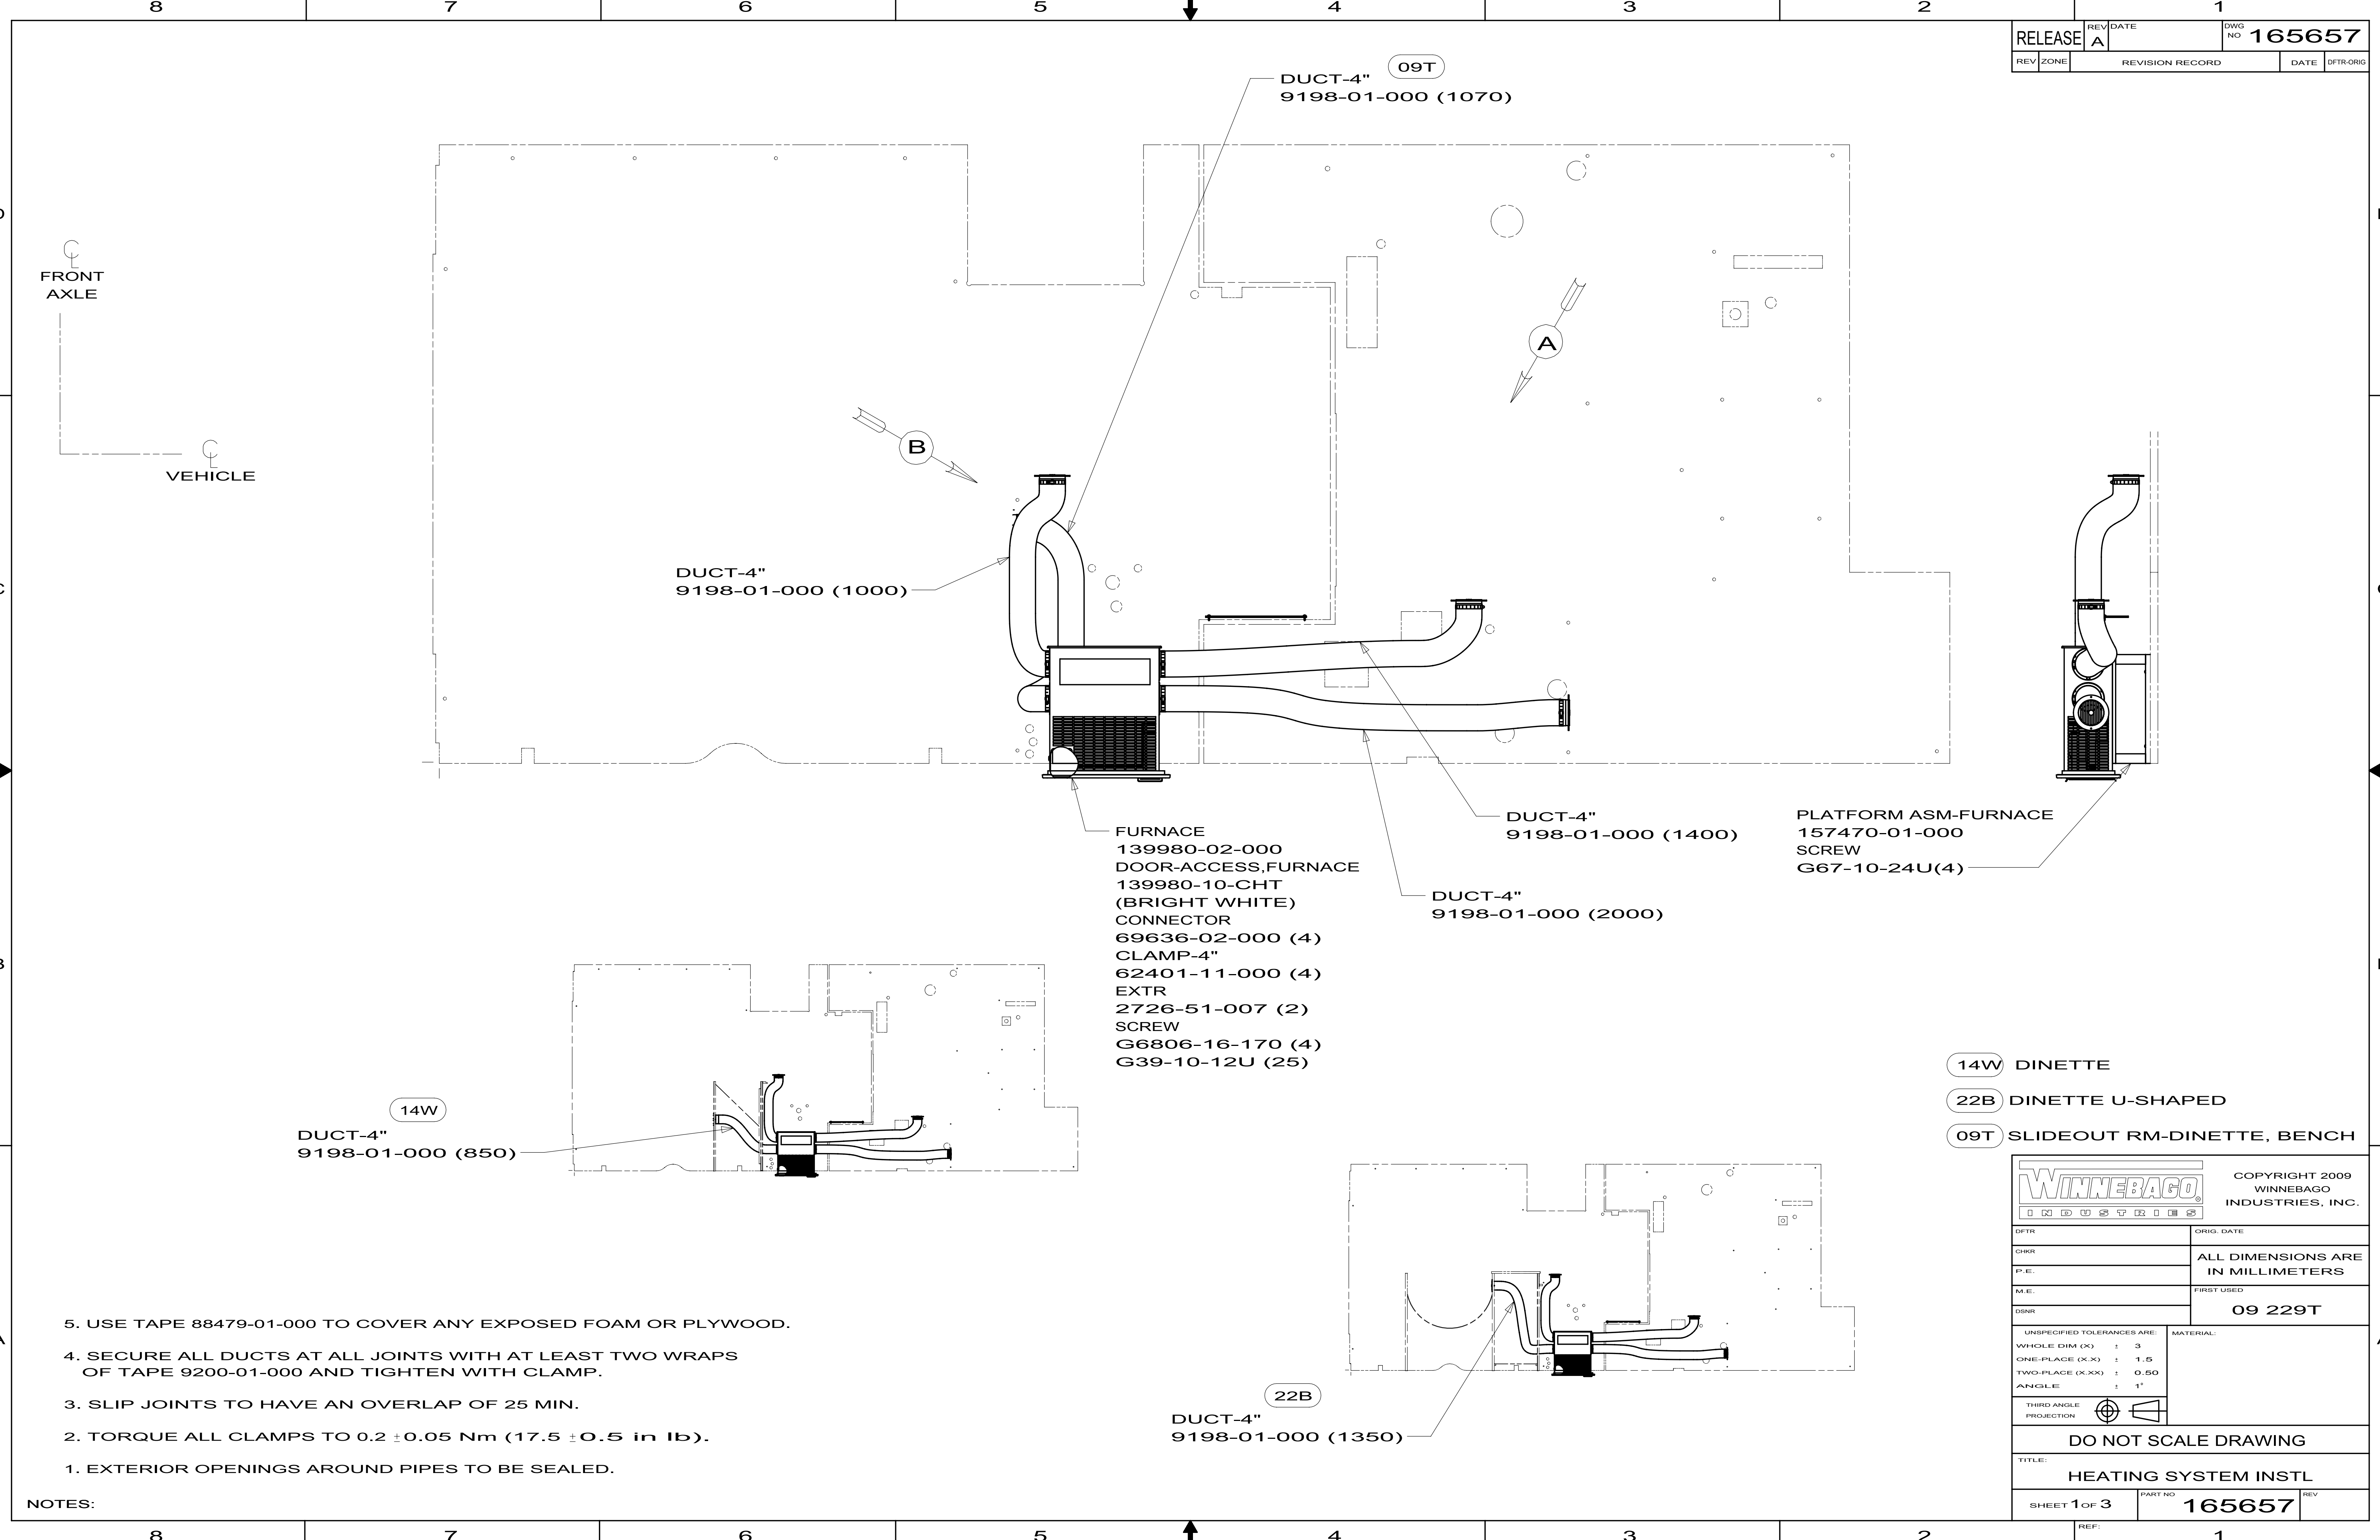 8 7 6 5 4 3 2 1
RELEASE
REV
A
DATE
DWG
NO 165657
REV ZONE REVISION RECORD DATE DFTR-ORIG
09T
DUCT-4"
9198-01-000 (1070)
C
L
FRONT
AXLE
C
L
VEHICLE
A
B
DUCT-4"
9198-01-000 (1000)
C
DUCT-4"
9198-01-000 (1400)
DUCT-4"
9198-01-000 (2000)
PLATFORM ASM-FURNACE
157470-01-000
SCREW
G67-10-24U(4)
FURNACE
139980-02-000
DOOR-ACCESS,FURNACE
139980-10-CHT
(BRIGHT WHITE)
CONNECTOR
69636-02-000 (4)
CLAMP-4"
62401-11-000 (4)
EXTR
2726-51-007 (2)
SCREW
G6806-16-170 (4)
G39-10-12U (25)
14W
DUCT-4"
9198-01-000 (850)
22B
DUCT-4"
9198-01-000 (1350)
14W DINETTE
22B DINETTE U-SHAPED
09T SLIDEOUT RM-DINETTE, BENCH
WINNEBAGO®
INDUSTRIES
COPYRIGHT 2009
WINNEBAGO
INDUSTRIES, INC.
DFTR
ORIG. DATE
CHKR
ALL DIMENSIONS ARE
IN MILLIMETERS
P.E.
M.E.
FIRST USED
09 229T
DSNR
UNSPECIFIED TOLERANCES ARE:
MATERIAL:
WHOLE DIM (X) ± 3
ONE-PLACE (X.X) ± 1.5
TWO-PLACE (X.XX) ± 0.50
ANGLE ± 1°
THIRD ANGLE
PROJECTION
DO NOT SCALE DRAWING
TITLE:
HEATING SYSTEM INSTL
SHEET 1 OF 3
PART NO 165657
REV
5. USE TAPE 88479-01-000 TO COVER ANY EXPOSED FOAM OR PLYWOOD.
4. SECURE ALL DUCTS AT ALL JOINTS WITH AT LEAST TWO WRAPS
OF TAPE 9200-01-000 AND TIGHTEN WITH CLAMP.
3. SLIP JOINTS TO HAVE AN OVERLAP OF 25 MIN.
2. TORQUE ALL CLAMPS TO 0.2 ±0.05 Nm (17.5 ±0.5 in lb).
1. EXTERIOR OPENINGS AROUND PIPES TO BE SEALED.
NOTES:
8 7 6 5 4 3 2 1
REF: